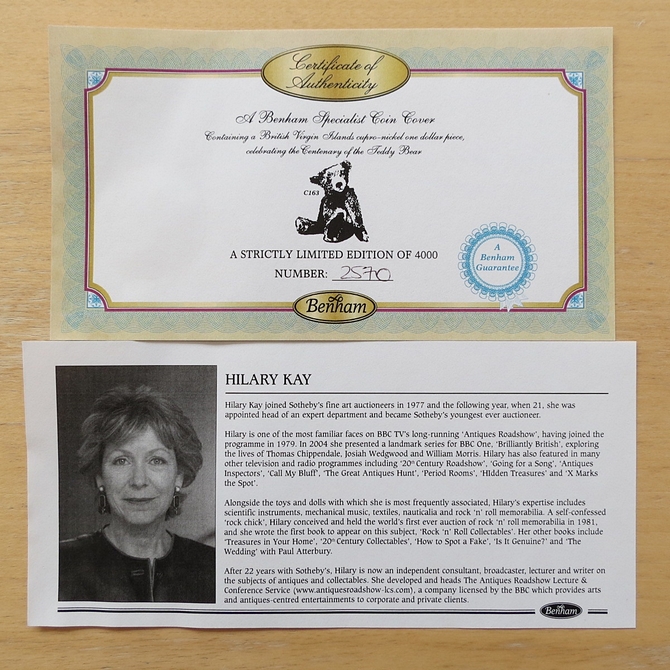 Certificate of
Authenticity
A Benham Specialist Coin Cover
Containing a British Virgin Islands cupro-nickel one dollar piece,
celebrating the Centenary of the Teddy Bear
C163
A STRICTLY LIMITED EDITION OF 4000
NUMBER: 2570
A
Benham
Guarantee
Benham
HILARY KAY
Hilary Kay joined Sotheby's fine art auctioneers in 1977 and the following year, when 21, she was
appointed head of an expert department and became Sotheby's youngest ever auctioneer.
Hilary is one of the most familiar faces on BBC TV's long-running 'Antiques Roadshow', having joined the
programme in 1979. In 2004 she presented a landmark series for BBC One, 'Brilliantly British', exploring
the lives of Thomas Chippendale, Josiah Wedgwood and William Morris. Hilary has also featured in many
other television and radio programmes including '20th Century Roadshow', 'Going for a Song', 'Antiques
Inspectors', 'Call My Bluff', 'The Great Antiques Hunt', 'Period Rooms', 'HIdden Treasures' and 'X Marks
the Spot'.
Alongside the toys and dolls with which she is most frequently associated, Hilary's expertise includes
scientific instruments, mechanical music, textiles, nauticalia and rock 'n' roll memorabilia. A self-confessed
'rock chick', Hilary conceived and held the world's first ever auction of rock 'n' roll memorabilia in 1981,
and she wrote the first book to appear on this subject, 'Rock 'n' Roll Collectables'. Her other books include
'Treasures in Your Home', '20th Century Collectables', 'How to Spot a Fake', 'Is It Genuine?' and 'The
Wedding' with Paul Atterbury.
After 22 years with Sotheby's, Hilary is now an independent consultant, broadcaster, lecturer and writer on
the subjects of antiques and collectables. She developed and heads The Antiques Roadshow Lecture &
Conference Service (www.antiquesroadshow-lcs.com), a company licensed by the BBC which provides arts
and antiques-centred entertainments to corporate and private clients.
Benham